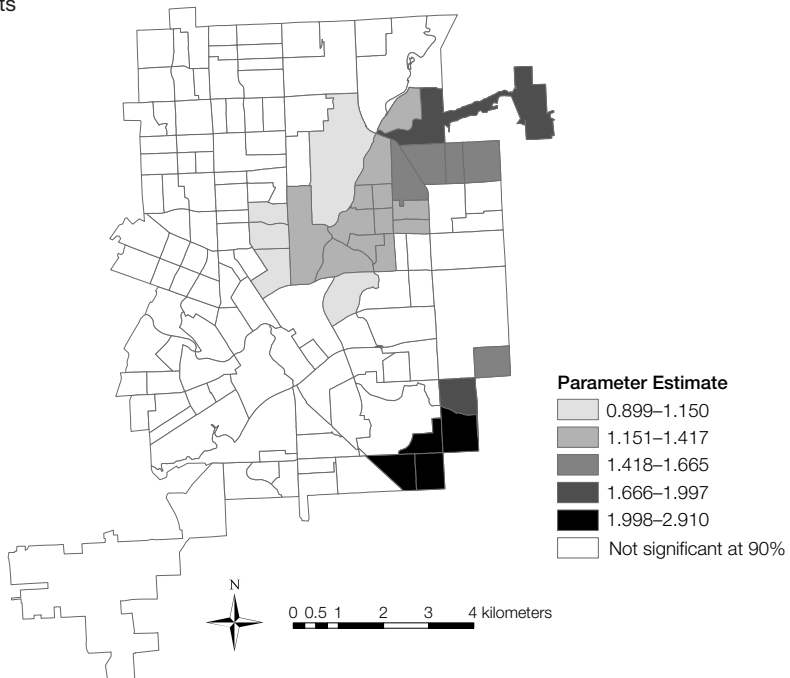 ts
Parameter Estimate
0.899–1.150
1.151–1.417
1.418–1.665
1.666–1.997
1.998–2.910
Not significant at 90%
N
0 0.5 1 2 3 4 kilometers